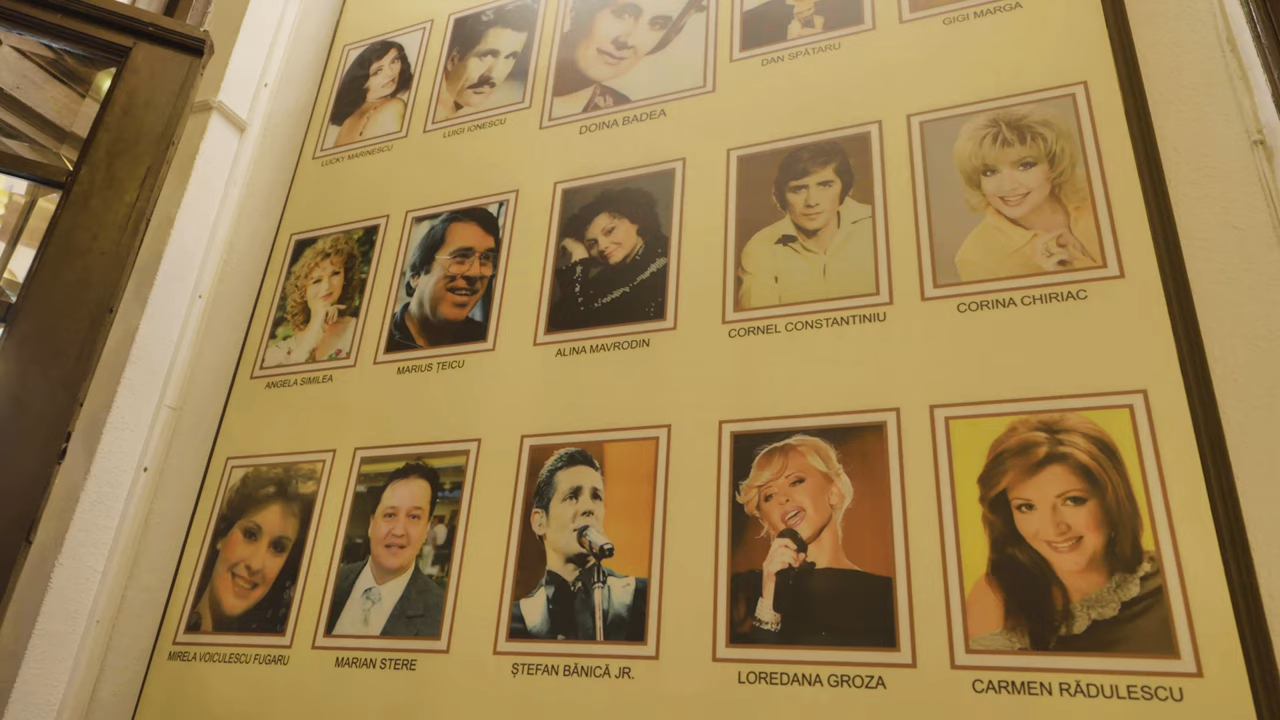 LUCKY MARINESCU
LUIGI IONESCU
DOINA BADEA
DAN SPĂTARU
GIGI MARGA
ANGELA SIMILEA
MARIUS ȚEICU
ALINA MAVRODIN
CORNEL CONSTANTINIU
CORINA CHIRIAC
MIRELA VOICULESCU FUGARU
MARIAN STERE
ȘTEFAN BĂNICĂ JR.
LOREDANA GROZA
CARMEN RĂDULESCU